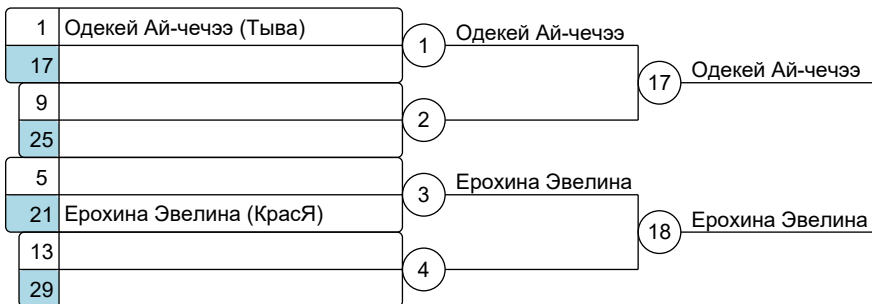 1 Одекей Ай-чечээ (Тыва)
17
1 Одекей Ай-чечээ
9
25
2
17 Одекей Ай-чечээ
5
21 Ерохина Эвелина (КрасЯ)
3 Ерохина Эвелина
13
29
4
18 Ерохина Эвелина